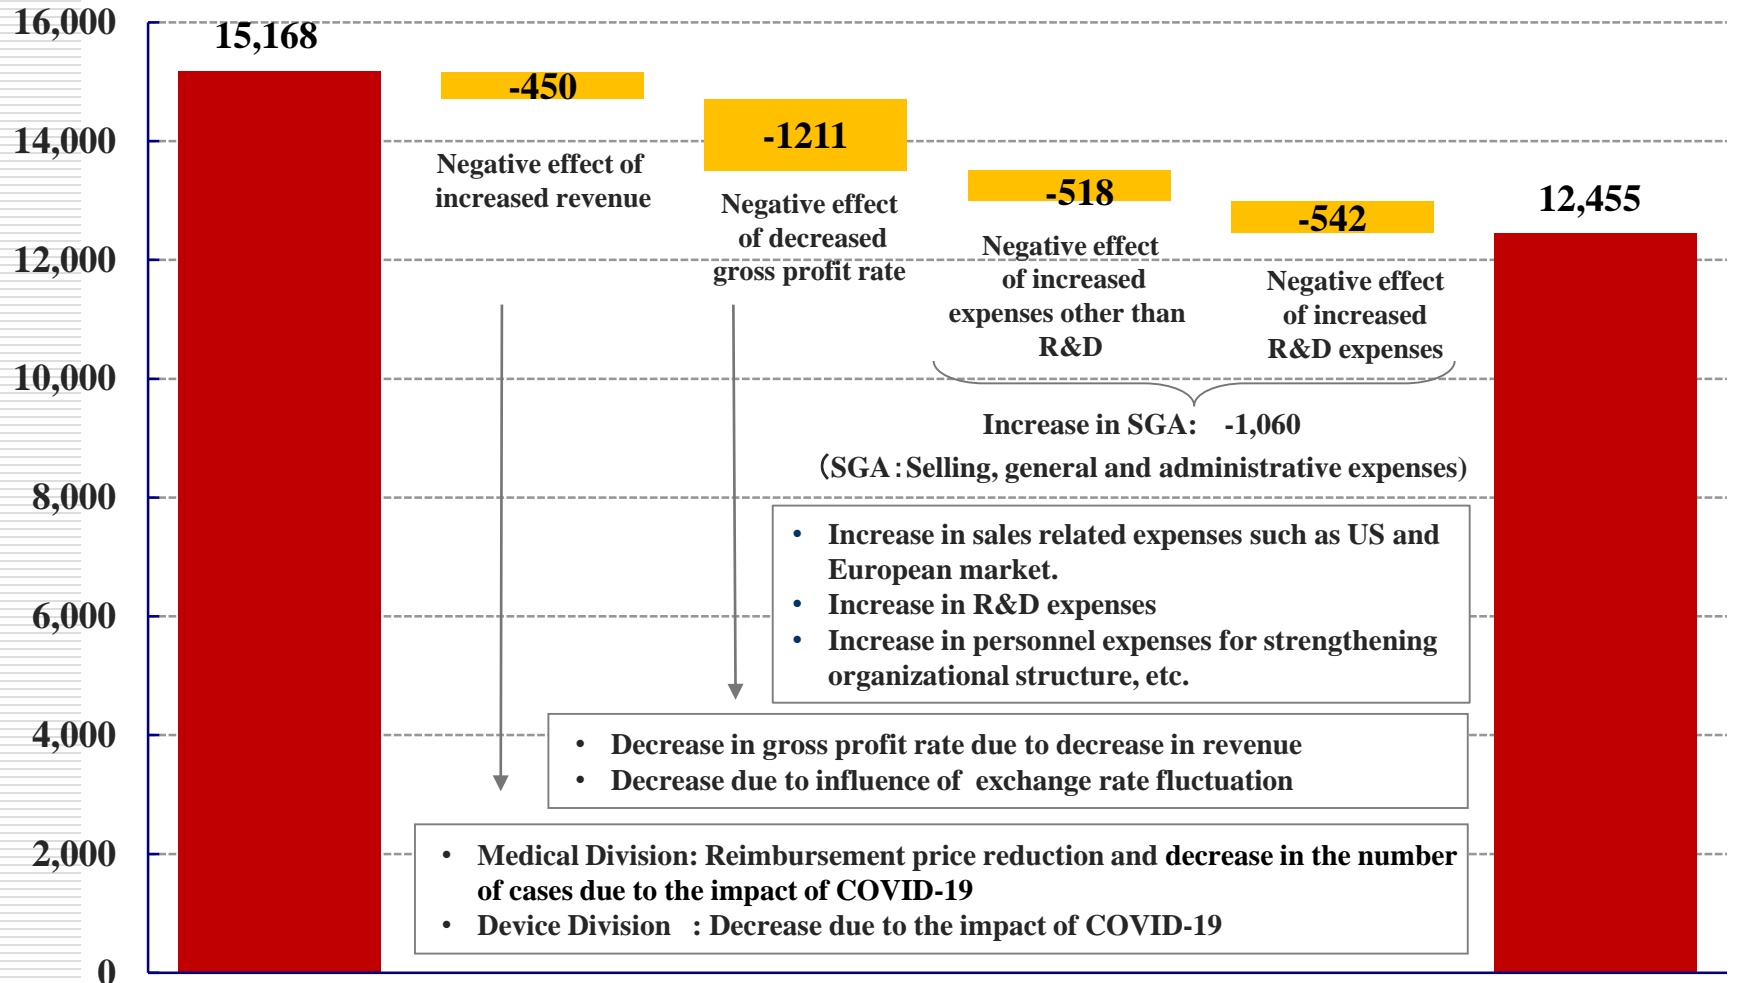 16,000
14,000
12,000
10,000
8,000
6,000
4,000
2,000
0
15,168
-450
Negative effect of
increased revenue
-1211
Negative effect
of decreased
gross profit rate
-518
Negative effect
of increased
expenses other than
R&D
-542
Negative effect
of increased
R&D expenses
12,455
Increase in SGA: -1,060
(SGA:Selling, general and administrative expenses)
• Increase in sales related expenses such as US and
European market.
• Increase in R&D expenses
• Increase in personnel expenses for strengthening
organizational structure, etc.
• Decrease in gross profit rate due to decrease in revenue
• Decrease due to influence of exchange rate fluctuation
• Medical Division: Reimbursement price reduction and decrease in the number
of cases due to the impact of COVID-19
• Device Division : Decrease due to the impact of COVID-19